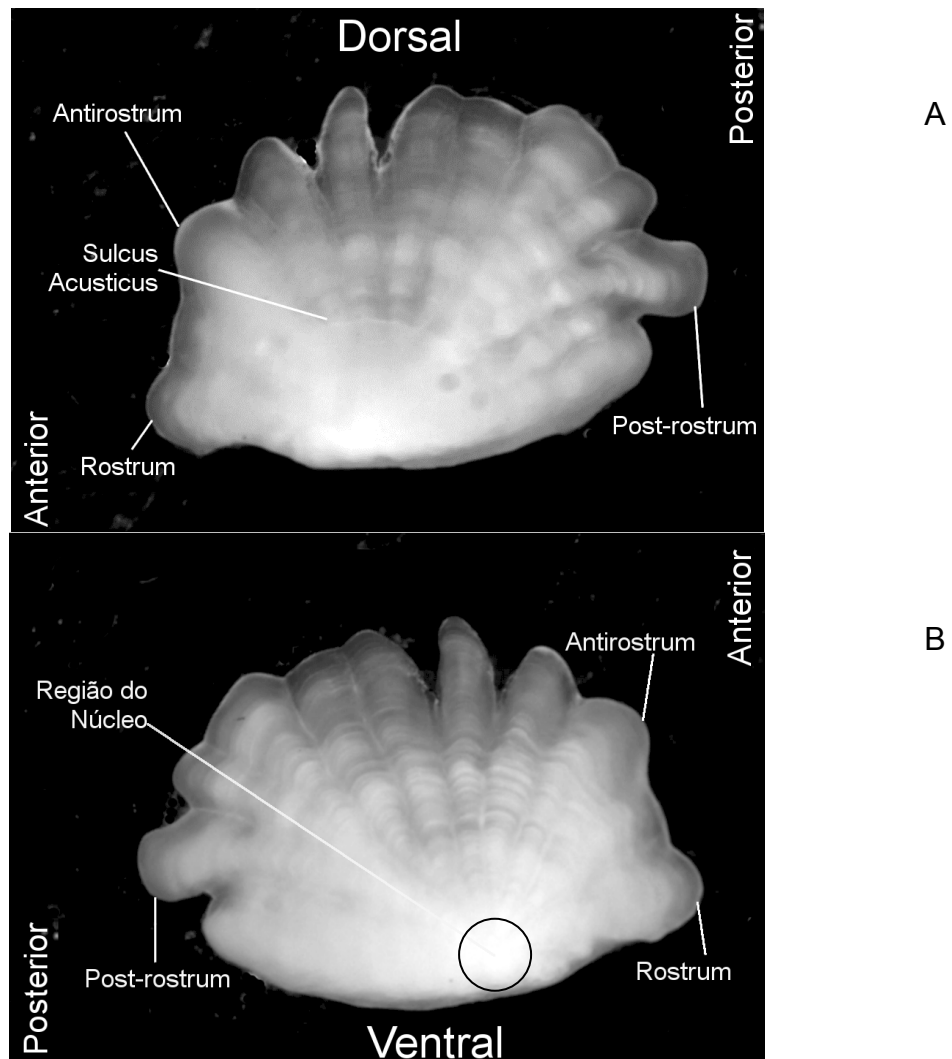 Dorsal
Posterior
A
Antirostrum
Sulcus
Acusticus
Post-rostrum
Anterior
Rostrum
Anterior
B
Antirostrum
Região do
Núcleo
Posterior
Post-rostrum
Rostrum
Ventral